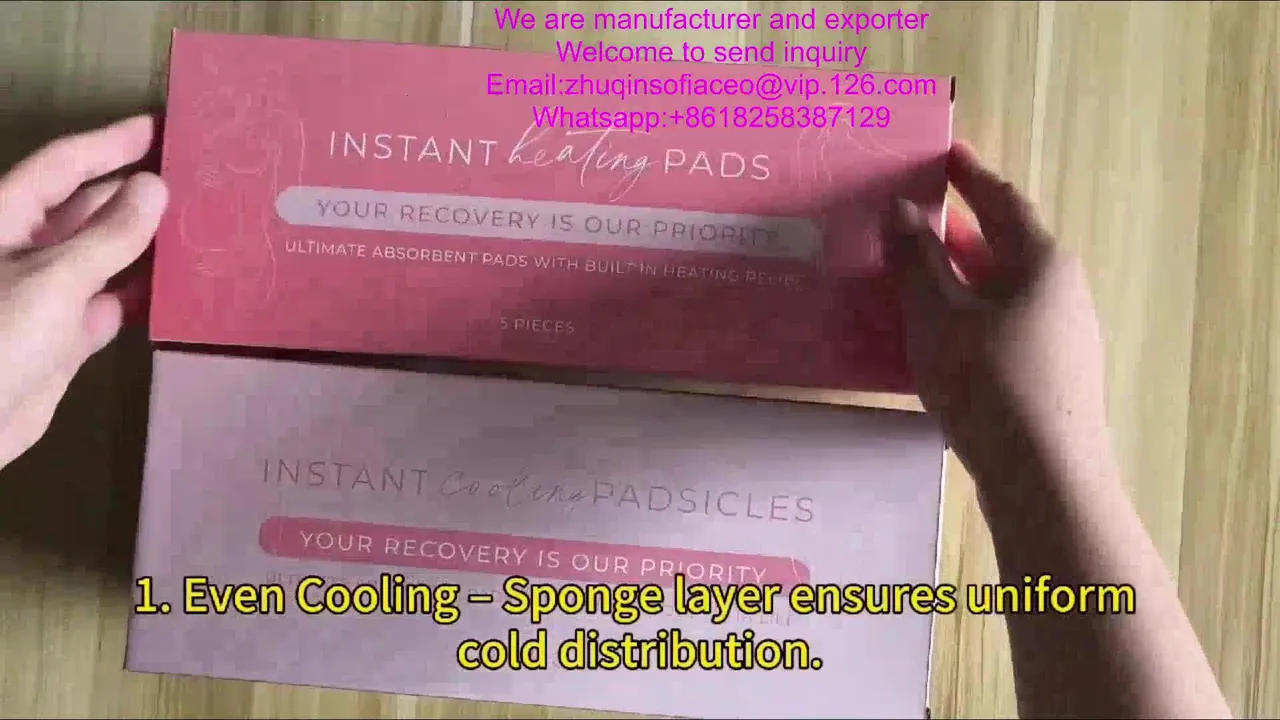 We are manufacturer and exporter
Welcome to send inquiry
Email:zhuqinsofiaceo@vip.126.com
Whatsapp:+8618258387129
INSTANT heating PADS
YOUR RECOVERY IS OUR PRIORITY
ULTIMATE ABSORBENT PADS WITH BUILT IN HEATING RELIEF
5 PIECES
INSTANT cooling PADSICLES
YOUR RECOVERY IS OUR PRIORITY
1. Even Cooling – Sponge layer ensures uniform
cold distribution.